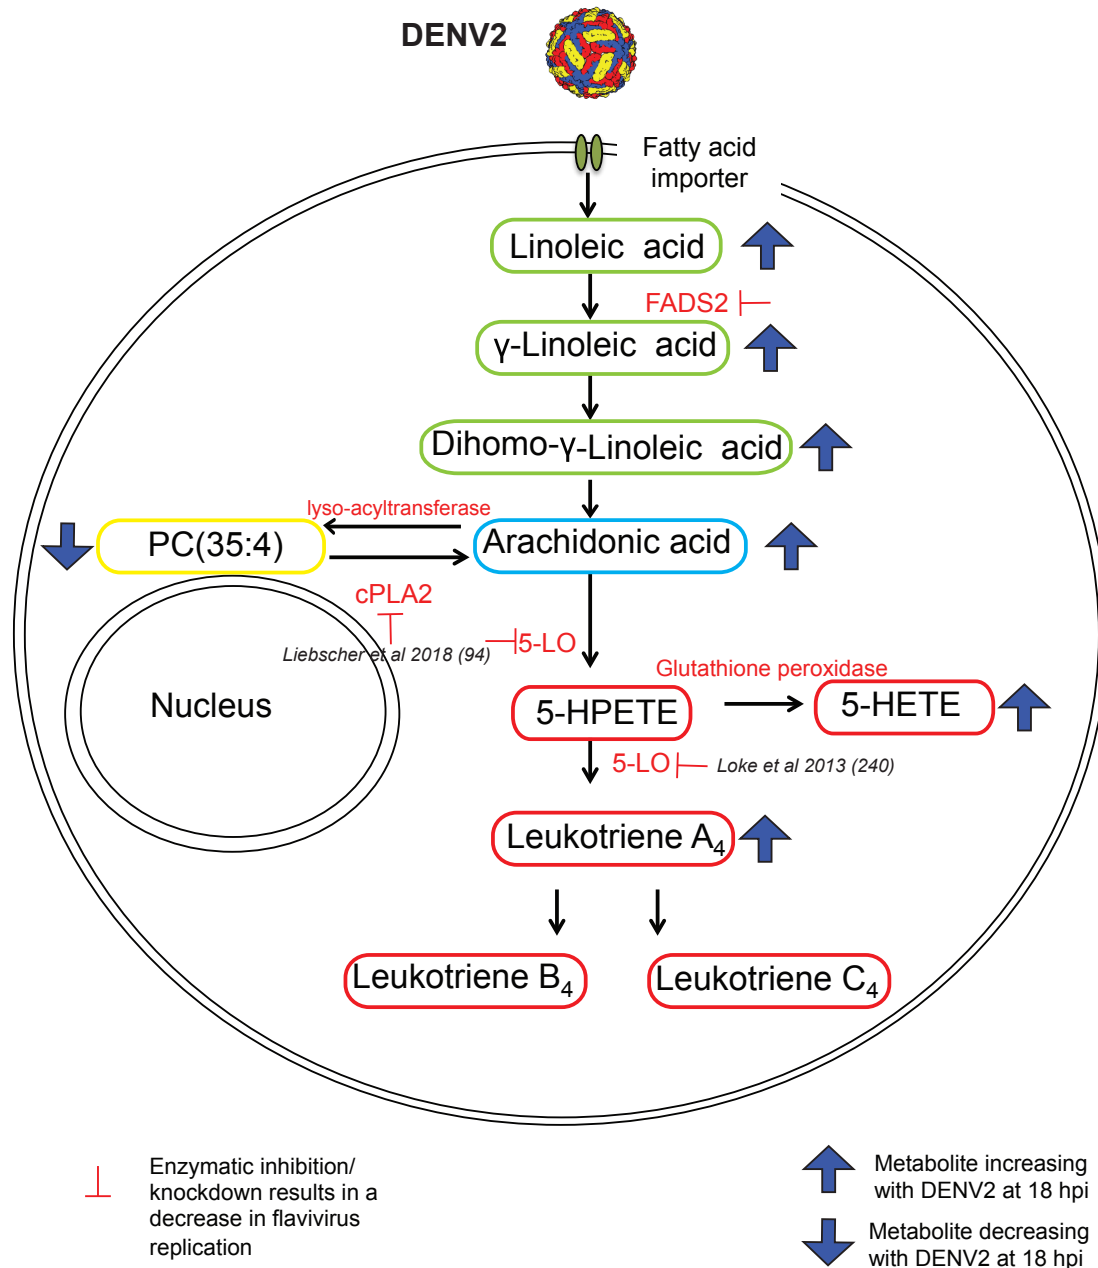 DENV2
Fatty acid
importer
Linoleic acid
FADS2
γ-Linoleic acid
Dihomo-γ-Linoleic acid
lyso-acyltransferase
PC(35:4)
Arachidonic acid
cPLA2
Liebscher et al 2018 (94)
5-LO
Glutathione peroxidase
Nucleus
5-HPETE
5-HETE
5-LO
Loke et al 2013 (240)
Leukotriene A₄
Leukotriene B₄
Leukotriene C₄
Enzymatic inhibition/
knockdown results in a
decrease in flavivirus
replication
Metabolite increasing
with DENV2 at 18 hpi
Metabolite decreasing
with DENV2 at 18 hpi